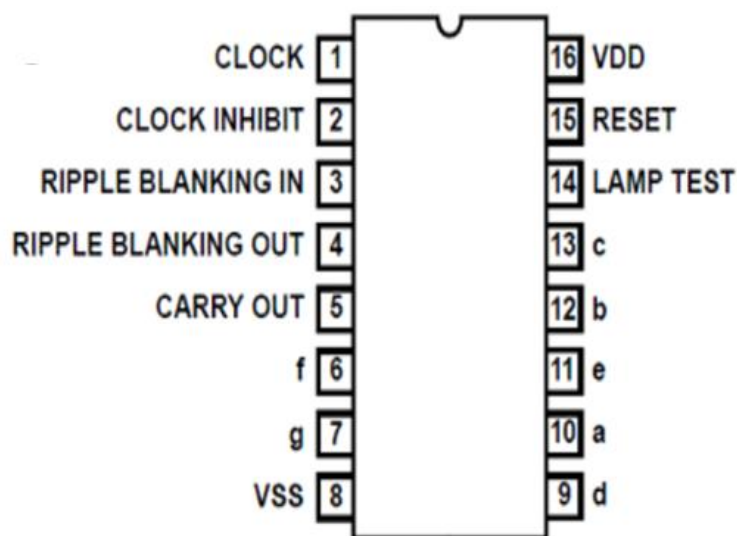 CLOCK 1 16 VDD
CLOCK INHIBIT 2 15 RESET
RIPPLE BLANKING IN 3 14 LAMP TEST
RIPPLE BLANKING OUT 4 13 c
CARRY OUT 5 12 b
f 6 11 e
g 7 10 a
VSS 8 9 d